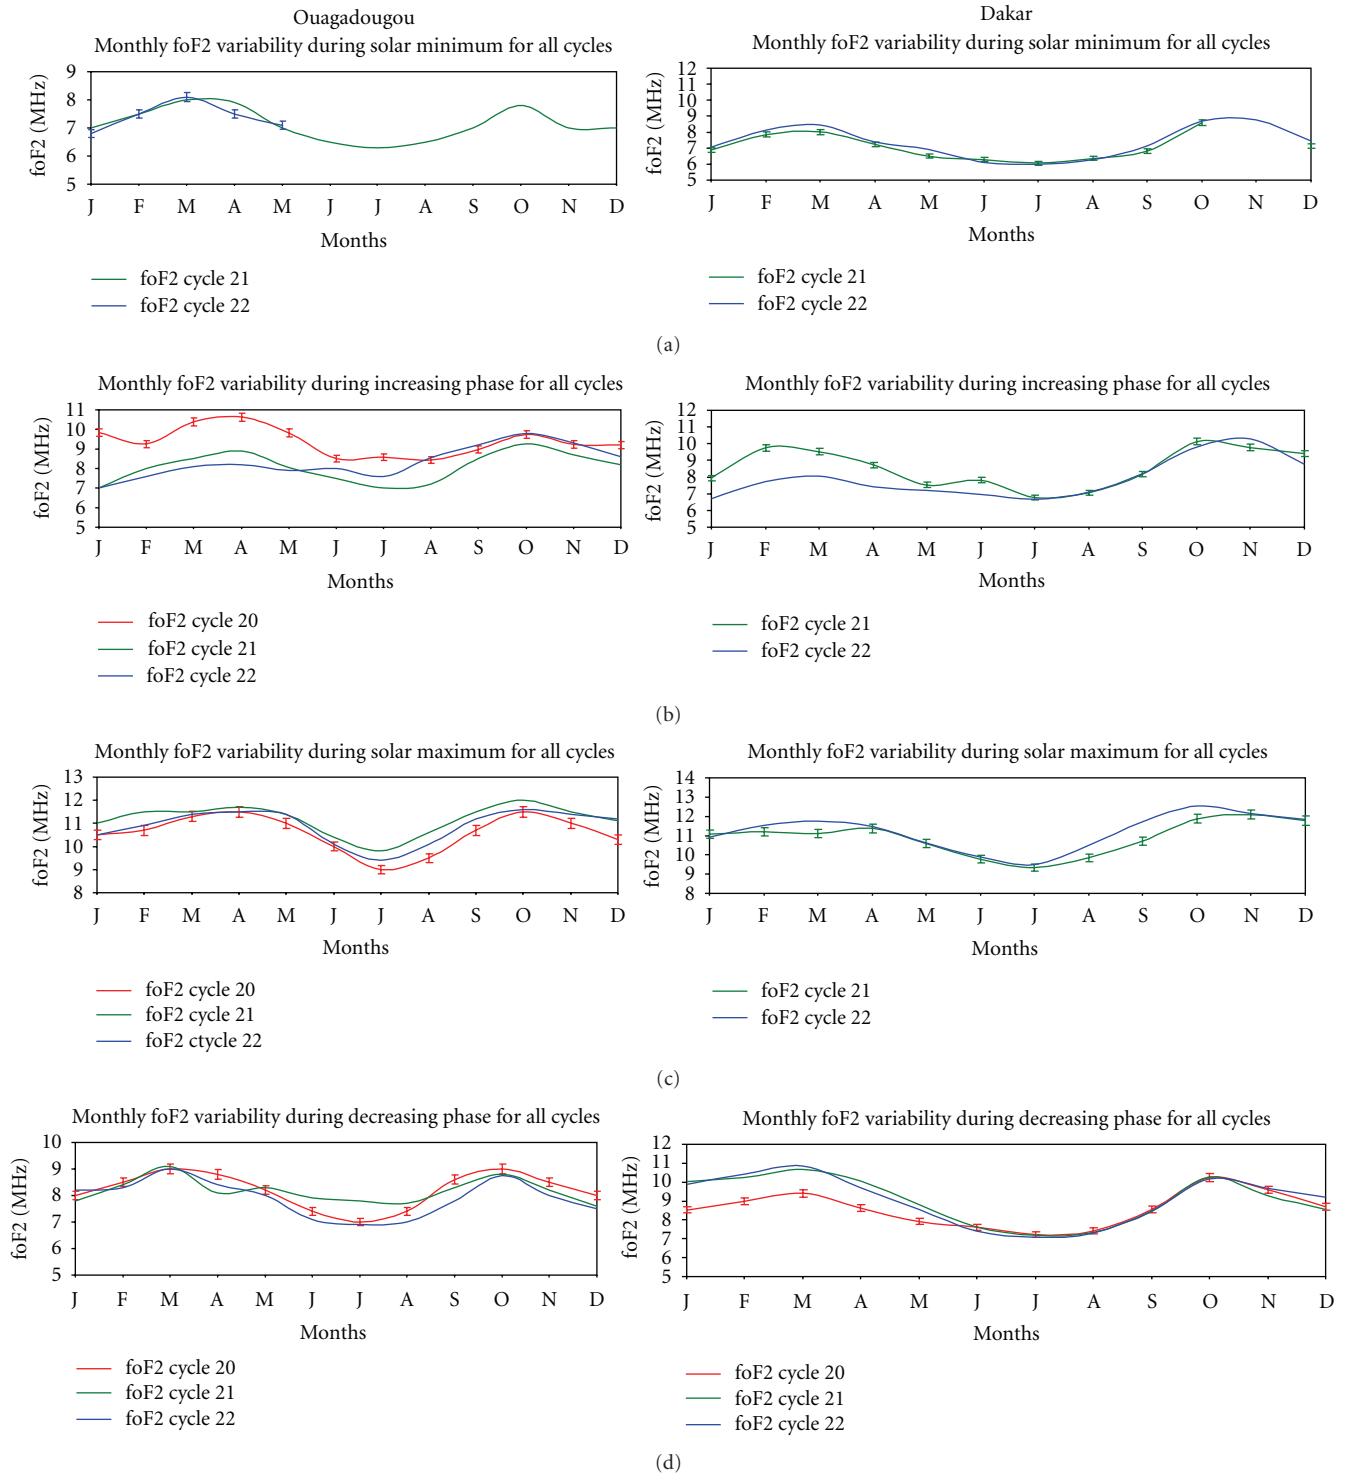 Ouagadougou
Monthly foF2 variability during solar minimum for all cycles
foF2 (MHz)
9
8
7
6
5
J F M A M J J A S O N D
Months
foF2 cycle 21
foF2 cycle 22
Dakar
Monthly foF2 variability during solar minimum for all cycles
foF2 (MHz)
12
11
10
9
8
7
6
5
J F M A M J J A S O N D
Months
foF2 cycle 21
foF2 cycle 22
(a)
Monthly foF2 variability during increasing phase for all cycles
foF2 (MHz)
11
10
9
8
7
6
5
J F M A M J J A S O N D
Months
foF2 cycle 20
foF2 cycle 21
foF2 cycle 22
Monthly foF2 variability during increasing phase for all cycles
foF2 (MHz)
12
11
10
9
8
7
6
5
J F M A M J J A S O N D
Months
foF2 cycle 21
foF2 cycle 22
(b)
Monthly foF2 variability during solar maximum for all cycles
foF2 (MHz)
13
12
11
10
9
8
J F M A M J J A S O N D
Months
foF2 cycle 20
foF2 cycle 21
foF2 ctycle 22
Monthly foF2 variability during solar maximum for all cycles
foF2 (MHz)
14
13
12
11
10
9
8
J F M A M J J A S O N D
Months
foF2 cycle 21
foF2 cycle 22
(c)
Monthly foF2 variability during decreasing phase for all cycles
foF2 (MHz)
10
9
8
7
6
5
J F M A M J J A S O N D
Months
foF2 cycle 20
foF2 cycle 21
foF2 cycle 22
Monthly foF2 variability during decreasing phase for all cycles
foF2 (MHz)
12
11
10
9
8
7
6
5
J F M A M J J A S O N D
Months
foF2 cycle 20
foF2 cycle 21
foF2 cycle 22
(d)